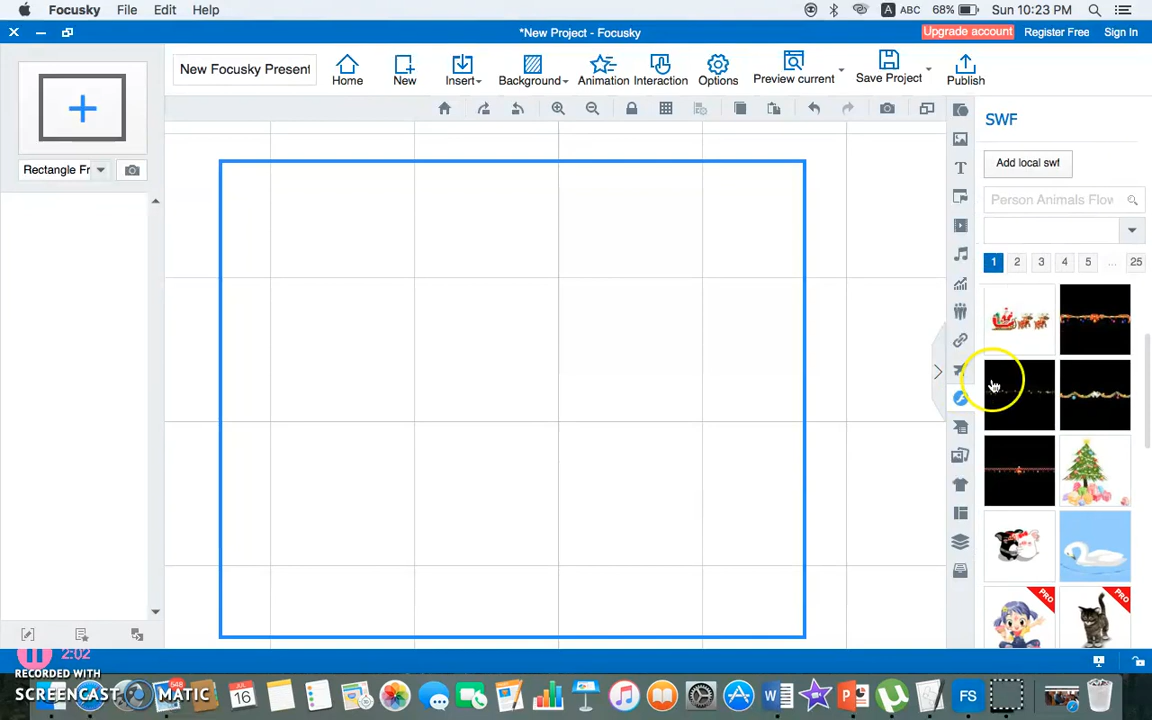 Focusky File Edit Help
ABC 68% Sun 10:23 PM
*New Project - Focusky
Upgrade account Register Free Sign In
New Focusky Present
Home New Insert Background Animation Interaction Options Preview current Save Project Publish
Rectangle Fr
SWF
Add local swf
Person Animals Flow
1 2 3 4 5 ... 25
PRO PRO
2:02
RECORDED WITH
SCREENCAST MATIC
548
16
FS